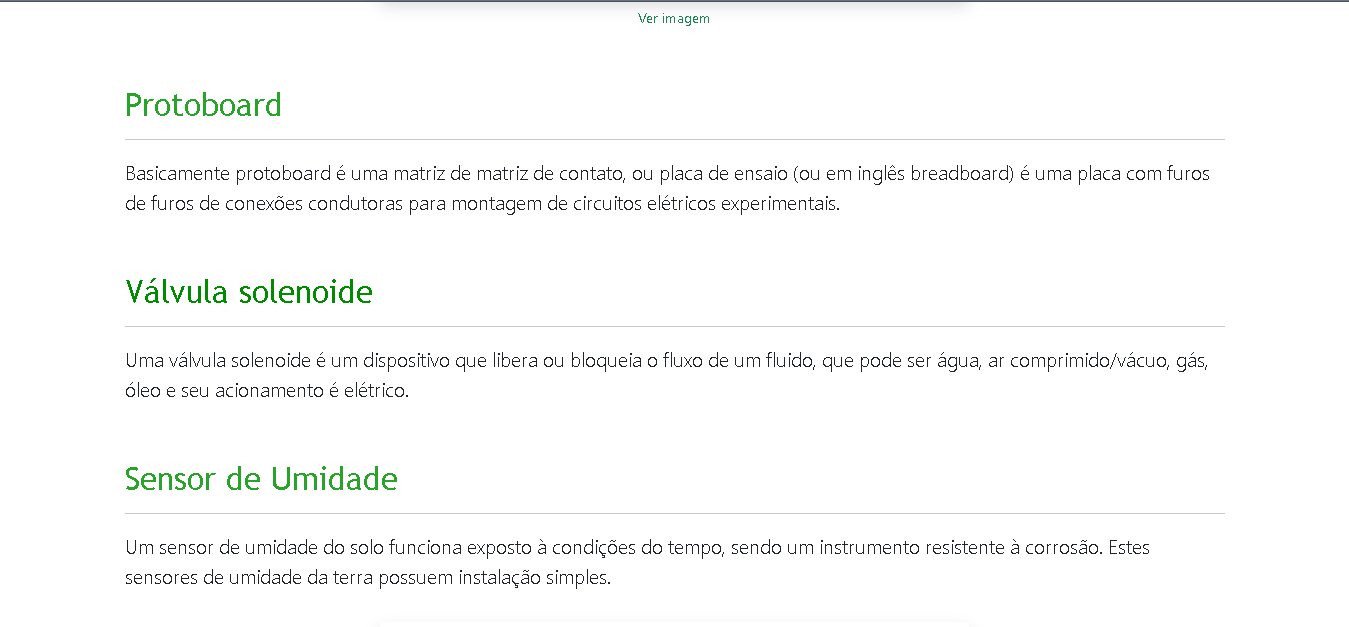 Ver imagem
Protoboard
Basicamente protoboard é uma matriz de matriz de contato, ou placa de ensaio (ou em inglês breadboard) é uma placa com furos
de furos de conexões condutoras para montagem de circuitos elétricos experimentais.
Válvula solenoide
Uma válvula solenoide é um dispositivo que libera ou bloqueia o fluxo de um fluido, que pode ser água, ar comprimido/vácuo, gás,
óleo e seu acionamento é elétrico.
Sensor de Umidade
Um sensor de umidade do solo funciona exposto à condições do tempo, sendo um instrumento resistente à corrosão. Estes
sensores de umidade da terra possuem instalação simples.